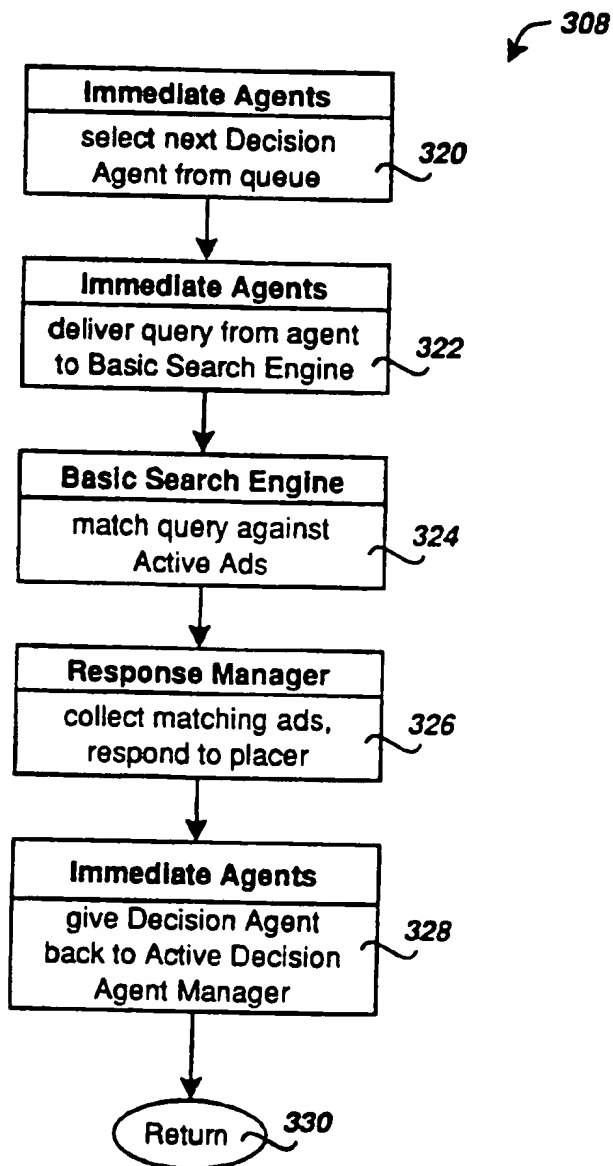 308
Immediate Agents
select next Decision
Agent from queue
320
Immediate Agents
deliver query from agent
to Basic Search Engine
322
Basic Search Engine
match query against
Active Ads
324
Response Manager
collect matching ads,
respond to placer
326
Immediate Agents
give Decision Agent
back to Active Decision
Agent Manager
328
Return
330